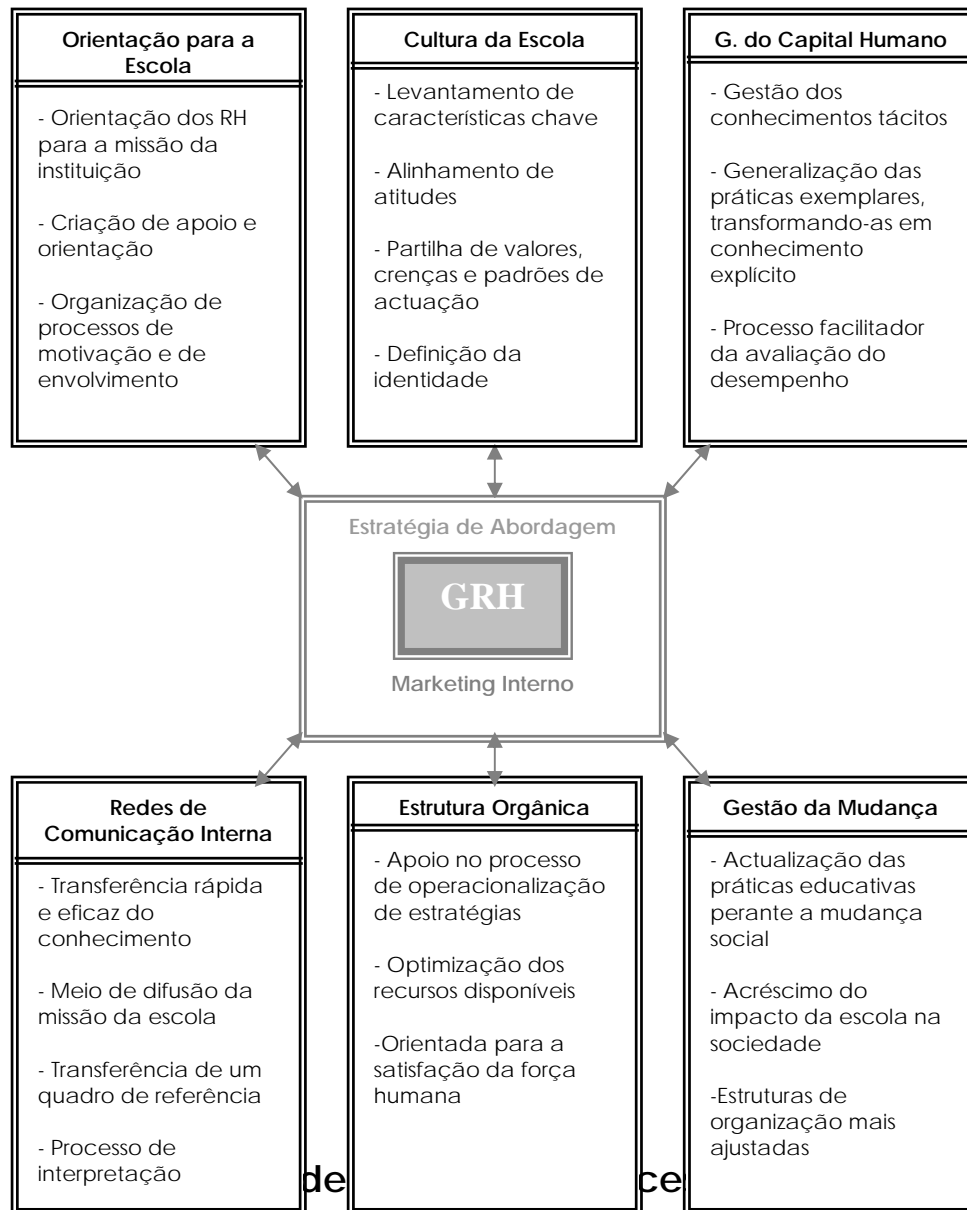 Orientação para a
Escola
- Orientação dos RH
para a missão da
instituição
- Criação de apoio e
orientação
- Organização de
processos de
motivação e de
envolvimento
Cultura da Escola
- Levantamento de
características chave
- Alinhamento de
atitudes
- Partilha de valores,
crenças e padrões de
actuação
- Definição da
identidade
G. do Capital Humano
- Gestão dos
conhecimentos tácitos
- Generalização das
práticas exemplares,
transformando-as em
conhecimento
explícito
- Processo facilitador
da avaliação do
desempenho
Estratégia de Abordagem
GRH
Marketing Interno
Redes de
Comunicação Interna
- Transferência rápida
e eficaz do
conhecimento
- Meio de difusão da
missão da escola
- Transferência de um
quadro de referência
- Processo de
interpretação
Estrutura Orgânica
- Apoio no processo
de operacionalização
de estratégias
- Optimização dos
recursos disponíveis
-Orientada para a
satisfação da força
humana
Gestão da Mudança
- Actualização das
práticas educativas
perante a mudança
social
- Acréscimo do
impacto da escola na
sociedade
-Estruturas de
organização mais
ajustadas